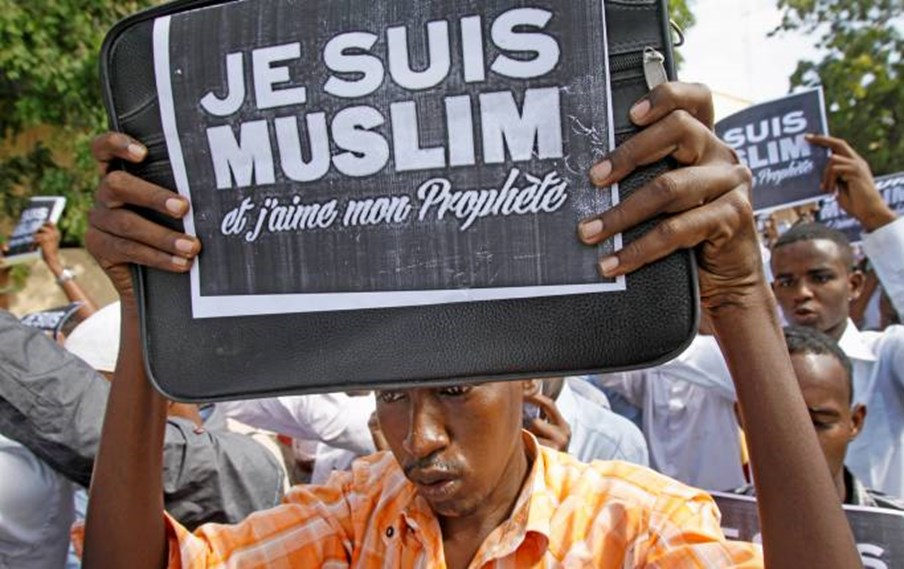 JE SUIS
MUSLIM
et j'aime mon Prophète
SUIS
SLIM
n Prophète